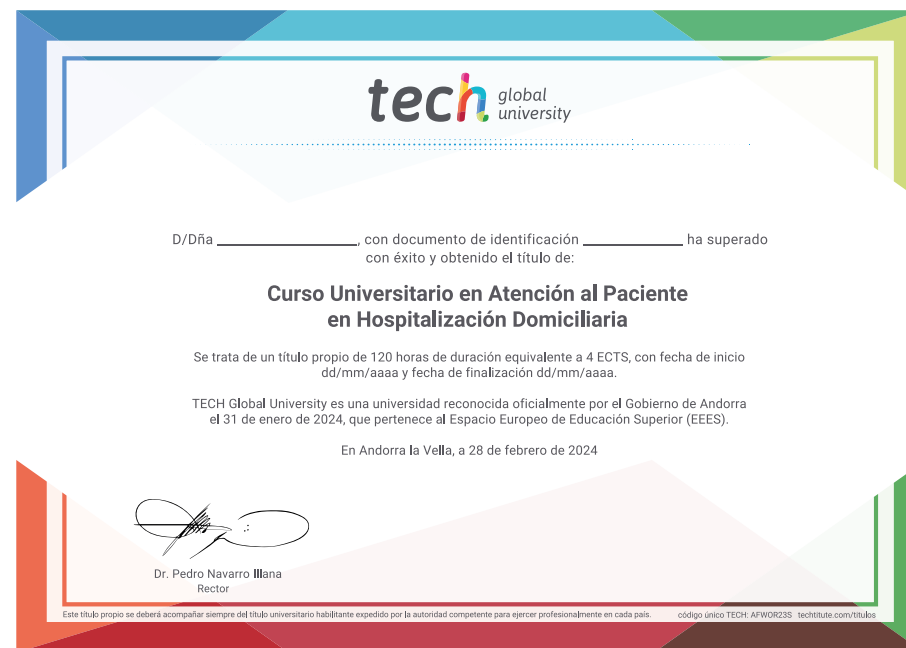 tech global university
D/Dña ________________, con documento de identificación ____________ ha superado
con éxito y obtenido el título de:
Curso Universitario en Atención al Paciente
en Hospitalización Domiciliaria
Se trata de un título propio de 120 horas de duración equivalente a 4 ECTS, con fecha de inicio
dd/mm/aaaa y fecha de finalización dd/mm/aaaa.
TECH Global University es una universidad reconocida oficialmente por el Gobierno de Andorra
el 31 de enero de 2024, que pertenece al Espacio Europeo de Educación Superior (EEES).
En Andorra la Vella, a 28 de febrero de 2024
Dr. Pedro Navarro Illana
Rector
Este título propio se deberá acompañar siempre del título universitario habilitante expedido por la autoridad competente para ejercer profesionalmente en cada país.
código único TECH: AFWOR23S techtitute.com/titulos